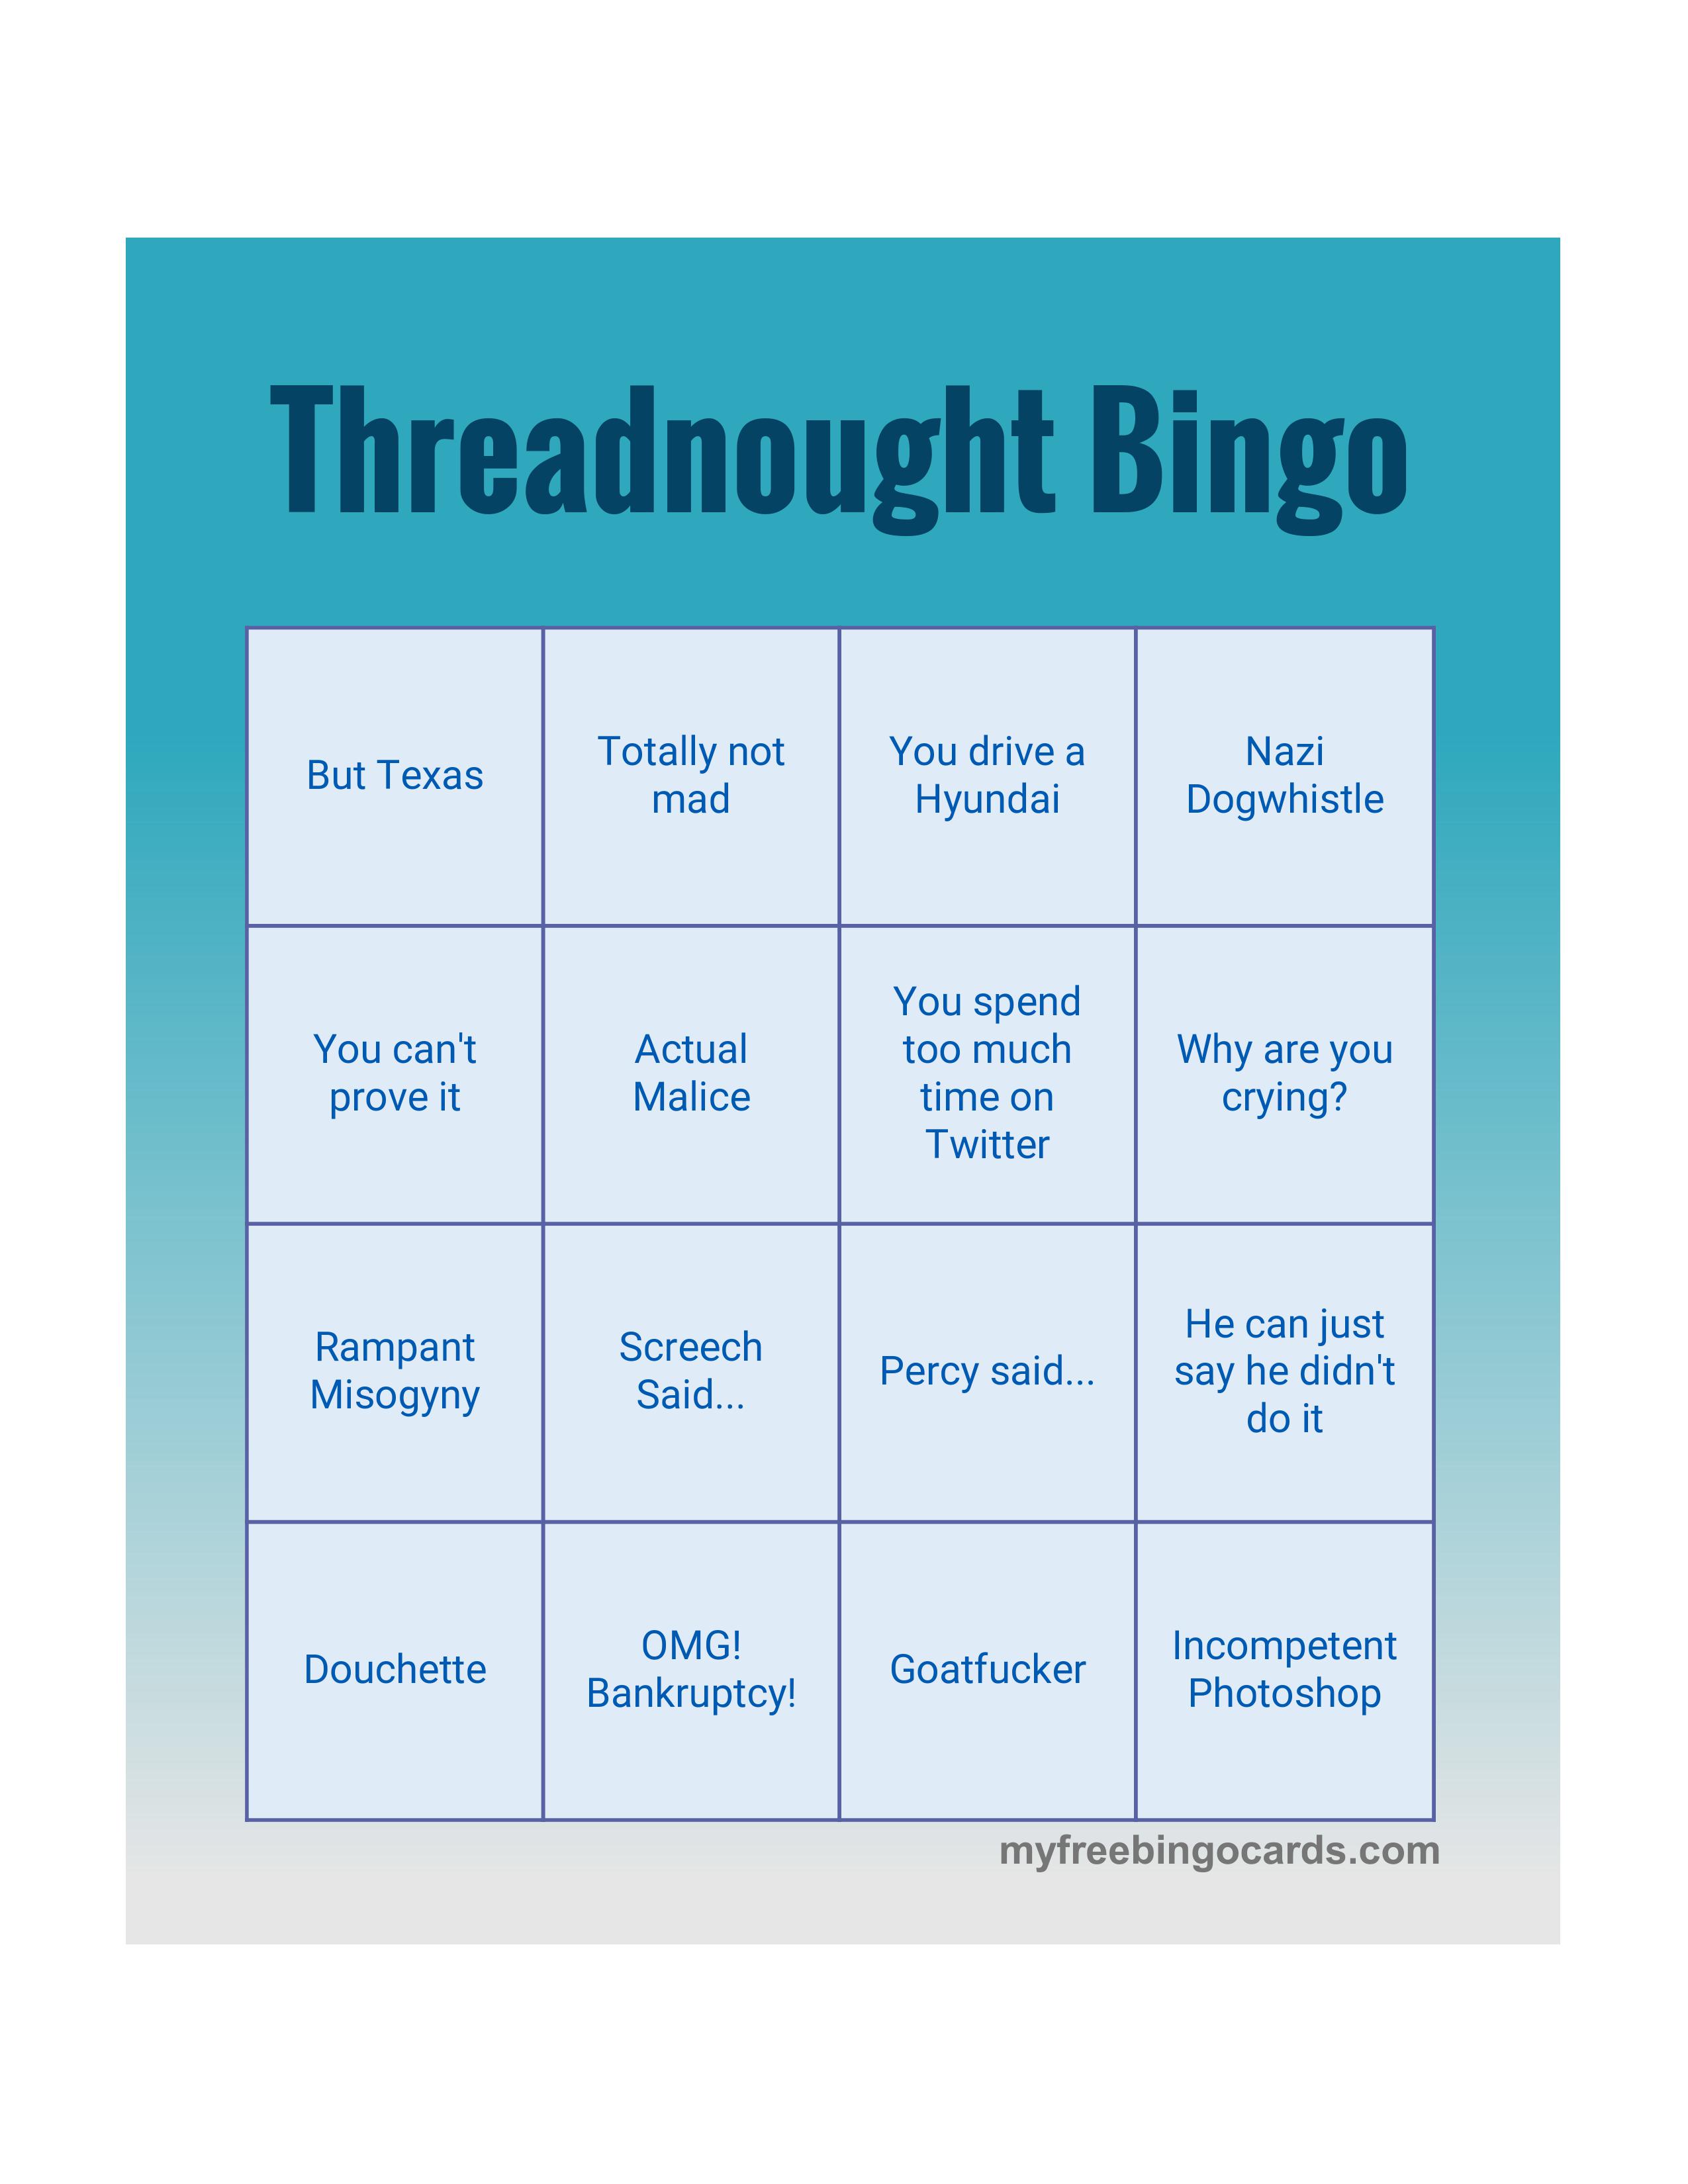 Threadnought Bingo
But Texas
Totally not
mad
You drive a
Hyundai
Nazi
Dogwhistle
You can't
prove it
Actual
Malice
You spend
too much
time on
Twitter
Why are you
crying?
Rampant
Misogyny
Screech
Said...
Percy said...
He can just
say he didn't
do it
Douchette
OMG!
Bankruptcy!
Goatfucker
Incompetent
Photoshop
myfreebingocards.com